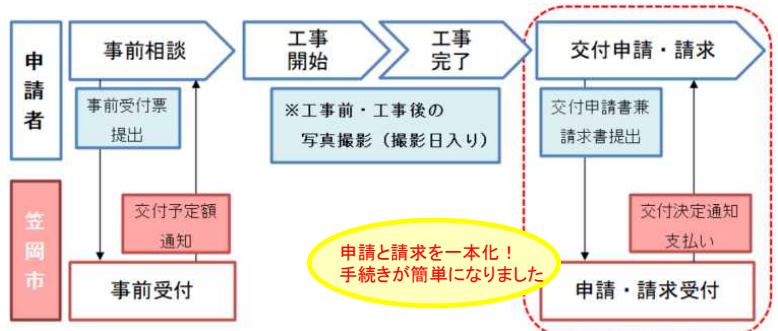 申請者
事前相談
工事
開始
工事
完了
交付申請・請求
事前受付票
提出
※工事前・工事後の
写真撮影（撮影日入り）
交付申請書兼
請求書提出
笠岡市
交付予定額
通知
申請と請求を一本化！
手続きが簡単になりました
交付決定通知
支払い
事前受付
申請・請求受付